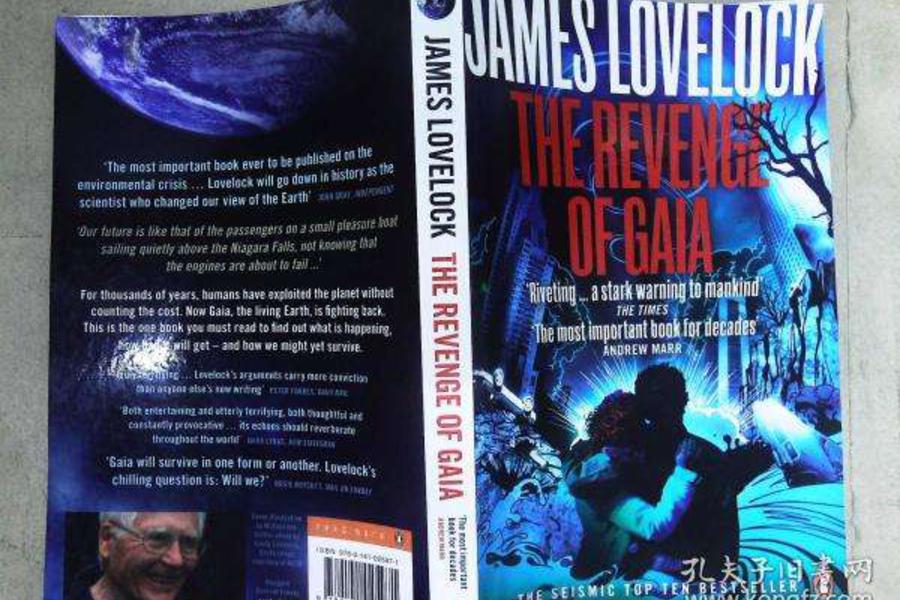 'The most important book ever to be published on the
environmental crisis ... Lovelock will go down in history as the
scientist who changed our view of the Earth' JOHN GRAY, INDEPENDENT
'Our future is like that of the passengers on a small pleasure boat
sailing quietly above the Niagara Falls, not knowing that
the engines are about to fail ...'
For thousands of years, humans have exploited the planet without
counting the cost. Now Gaia, the living Earth, is fighting back.
This is the one book you must read to find out what is happening,
how will get – and how we might yet survive.
... Lovelock's arguments carry more conviction
than anyone else's now writing'
'Both entertaining and utterly terrifying, both thoughtful and
constantly provocative ... its echoes should reverberate
throughout the world'
'Gaia will survive in one form or another. Lovelock's
chilling question is: Will we?'
JAMES LOVELOCK THE REVENGE OF GAIA
'The most important
book for decades'
ANDREW MARR
JAMES LOVELOCK
THE REVENGE
OF GAIA
'Riveting ... a stark warning to mankind'
THE TIMES
'The most important book for decades'
ANDREW MARR
THE SEISMIC TOP TEN BESTSELLER
孔夫子旧书网